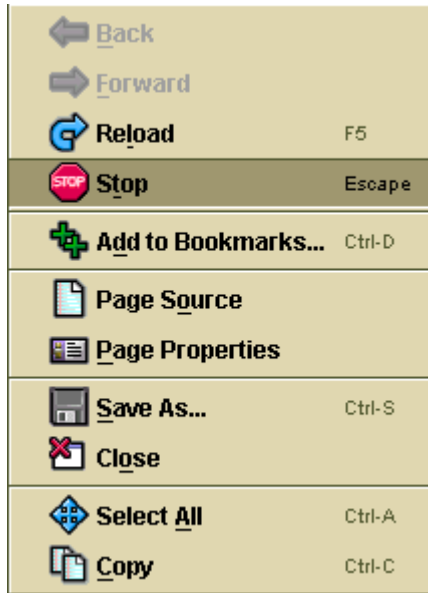 Back
Forward
Reload F5
STOP Stop Escape
Add to Bookmarks... Ctrl-D
Page Source
Page Properties
Save As... Ctrl-S
Close
Select All Ctrl-A
Copy Ctrl-C